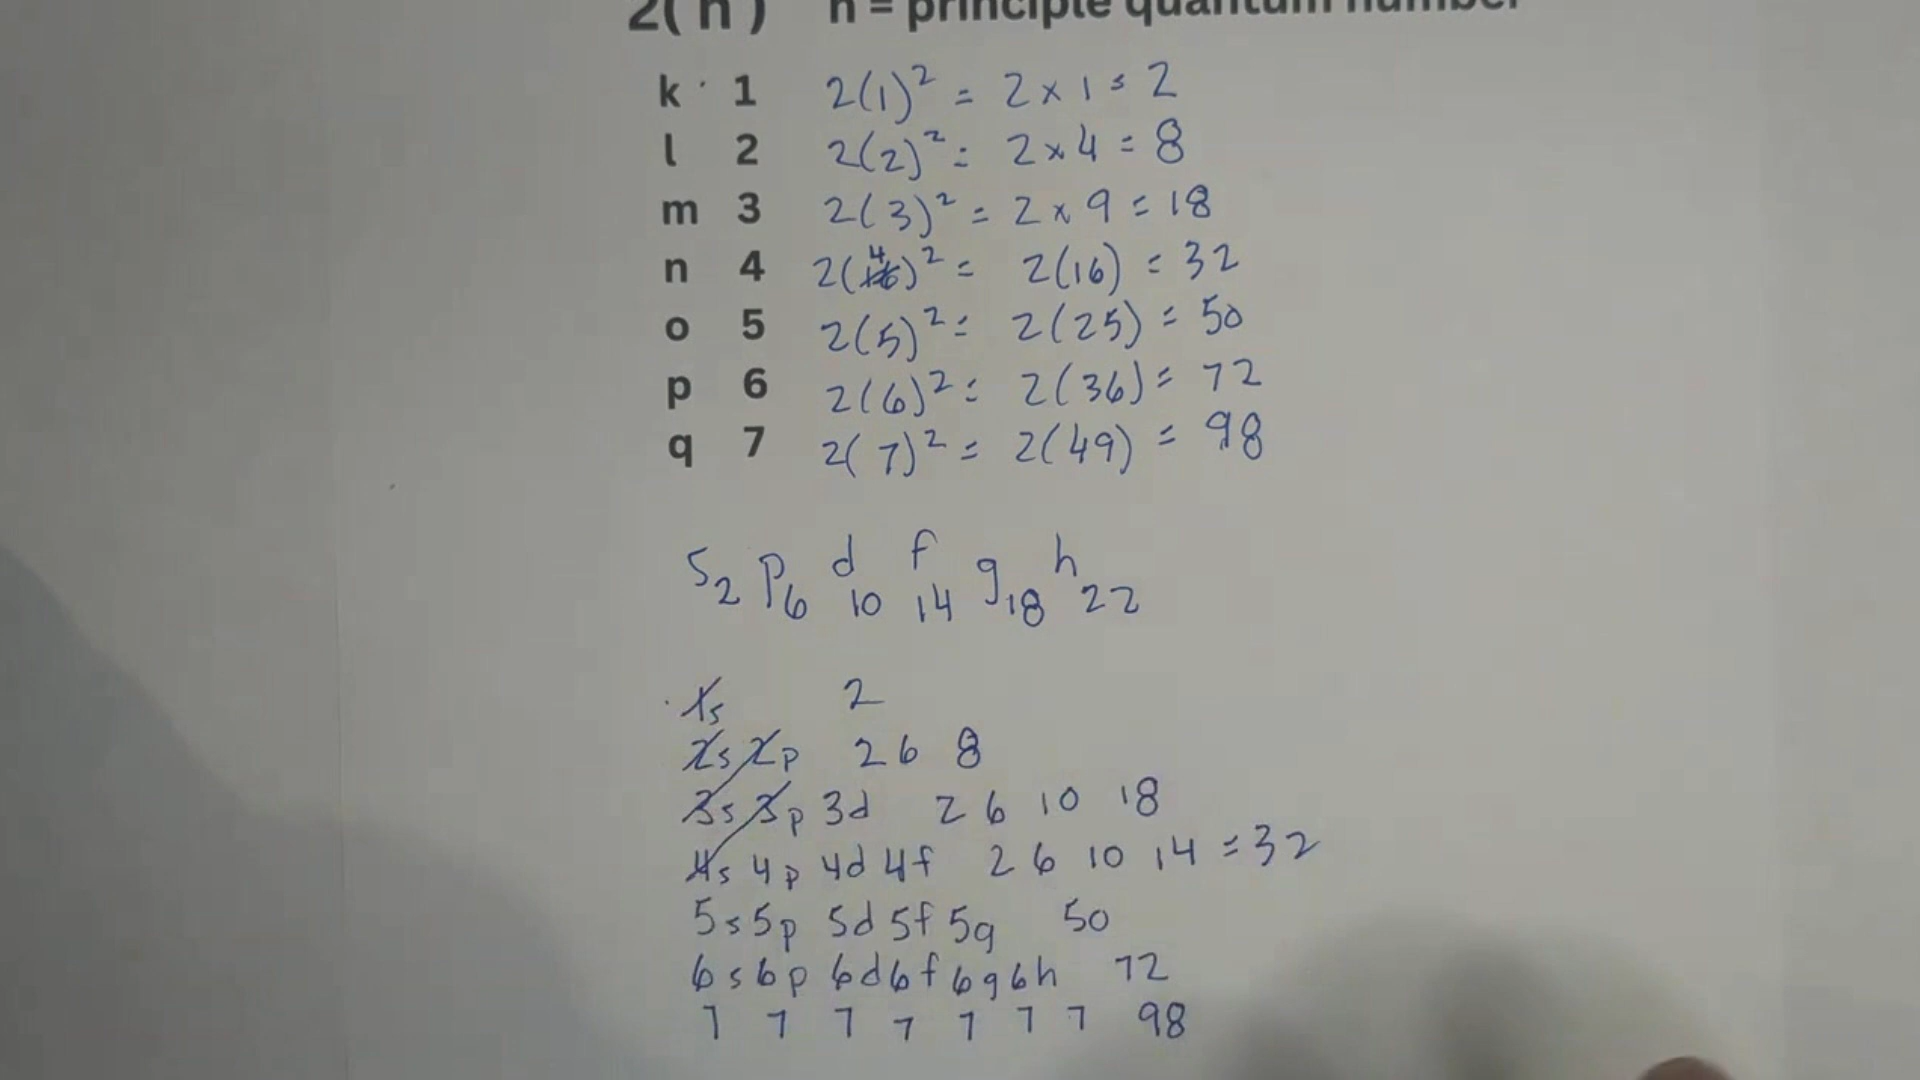 2(n) n = principle quantum number
k 1 2(1)² = 2 x 1 = 2
l 2 2(2)² = 2 x 4 = 8
m 3 2(3)² = 2 x 9 = 18
n 4 2(4)² = 2(16) = 32
o 5 2(5)² = 2(25) = 50
p 6 2(6)² = 2(36) = 72
q 7 2(7)² = 2(49) = 98
s2 p6 d10 f14 g18 h22
1s 2
2s 2p 2 6 8
3s 3p 3d 2 6 10 18
4s 4p 4d 4f 2 6 10 14 = 32
5s 5p 5d 5f 5g 50
6s 6p 6d 6f 6g 6h 72
7 7 7 7 7 7 7 98